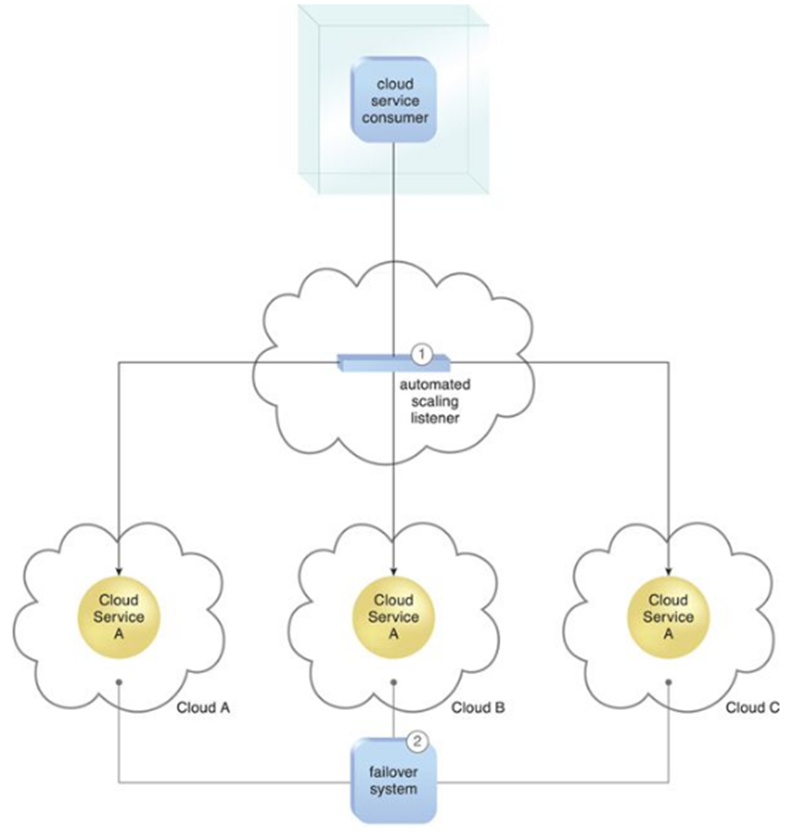 cloud
service
consumer
1
automated
scaling
listener
Cloud
Service
A
Cloud A
Cloud
Service
A
Cloud B
Cloud
Service
A
Cloud C
2
failover
system